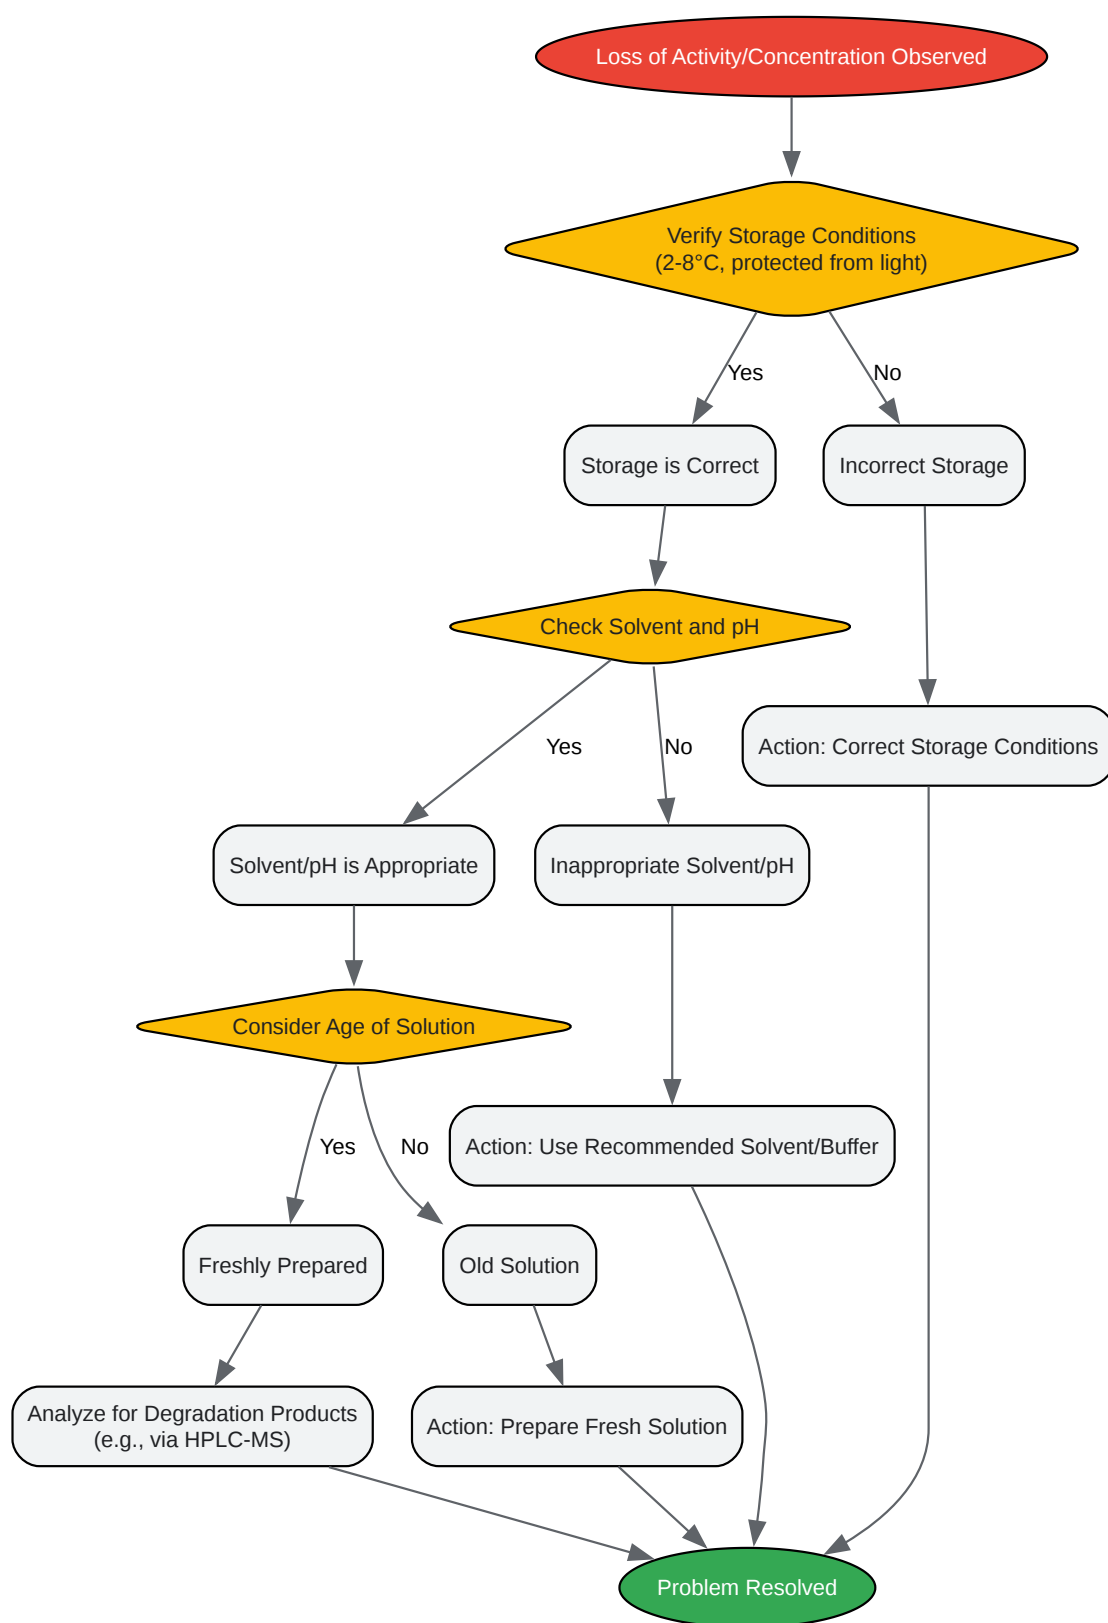 Loss of Activity/Concentration Observed
Verify Storage Conditions
(2-8°C, protected from light)
Yes
No
Storage is Correct
Incorrect Storage
Check Solvent and pH
Yes
No
Action: Correct Storage Conditions
Solvent/pH is Appropriate
Inappropriate Solvent/pH
Consider Age of Solution
Yes
No
Action: Use Recommended Solvent/Buffer
Freshly Prepared
Old Solution
Analyze for Degradation Products
(e.g., via HPLC-MS)
Action: Prepare Fresh Solution
Problem Resolved